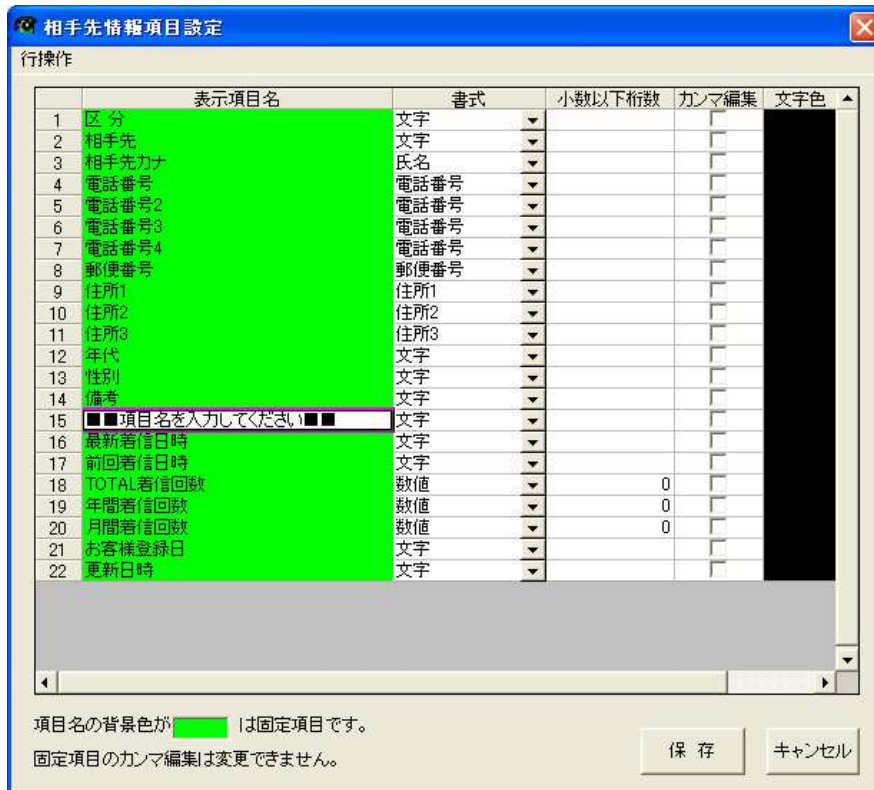 相手先情報項目設定
行操作
表示項目名 書式 小数以下桁数 カンマ編集 文字色
1 区 分 文字
2 相手先 文字
3 相手先カナ 氏名
4 電話番号 電話番号
5 電話番号2 電話番号
6 電話番号3 電話番号
7 電話番号4 電話番号
8 郵便番号 郵便番号
9 住所1 住所1
10 住所2 住所2
11 住所3 住所3
12 年代 文字
13 性別 文字
14 備考 文字
15 ■■項目名を入力してください■■ 文字
16 最新着信日時 文字
17 前回着信日時 文字
18 TOTAL着信回数 数値 0
19 年間着信回数 数値 0
20 月間着信回数 数値 0
21 お客様登録日 文字
22 更新日時 文字
項目名の背景色が は固定項目です。
固定項目のカンマ編集は変更できません。
保 存 キャンセル